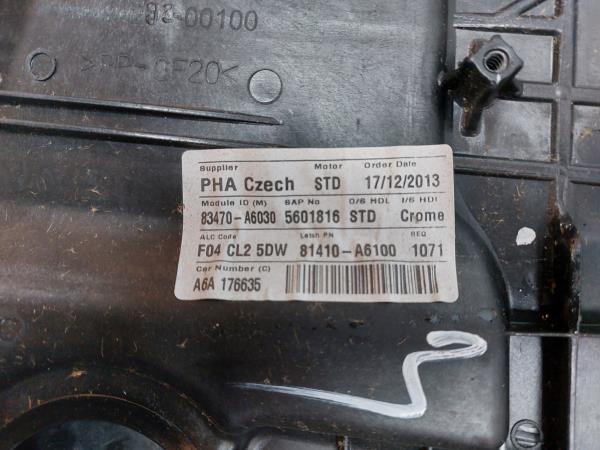 93-00100
>PP-GF20<
Supplier Motor Order Date
PHA Czech STD 17/12/2013
Module ID (M) SAP No O/S HDL I/S HDL
83470-A6030 5601816 STD Crome
ALC Code Latch PN SEQ
F04 CL2 5DW 81410-A6100 1071
Car Number (C)
A6A 176635